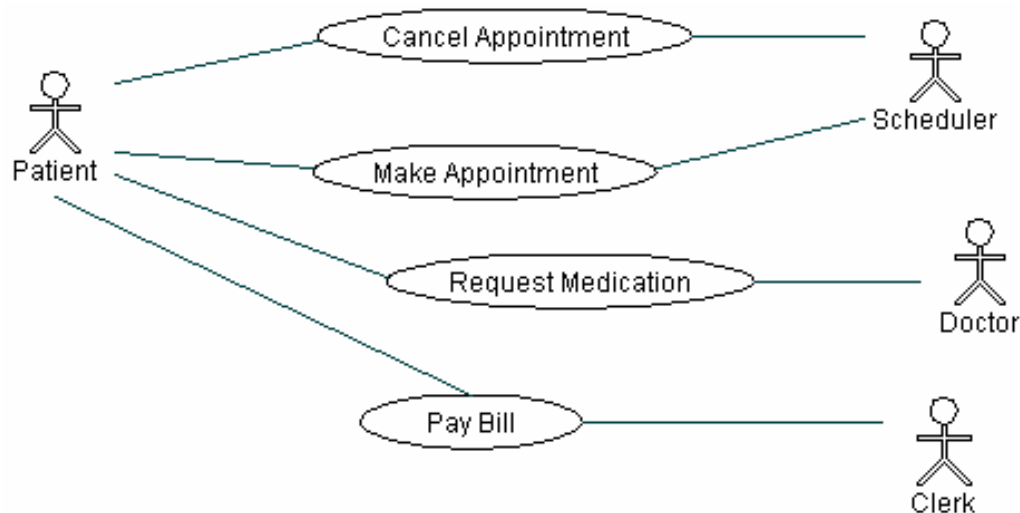 Cancel Appointment
Scheduler
Patient
Make Appointment
Request Medication
Doctor
Pay Bill
Clerk